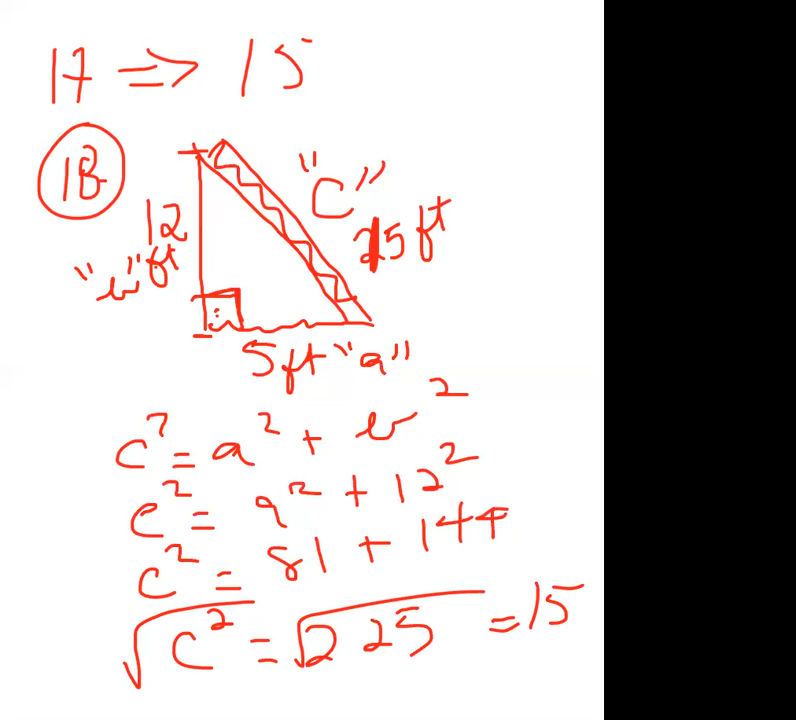 17 => 15
18
"C"
12 ft
15 ft
"b"
5 ft "a"
c² = a² + b²
c² = 9² + 12²
c² = 81 + 144
√c² = √225 = 15